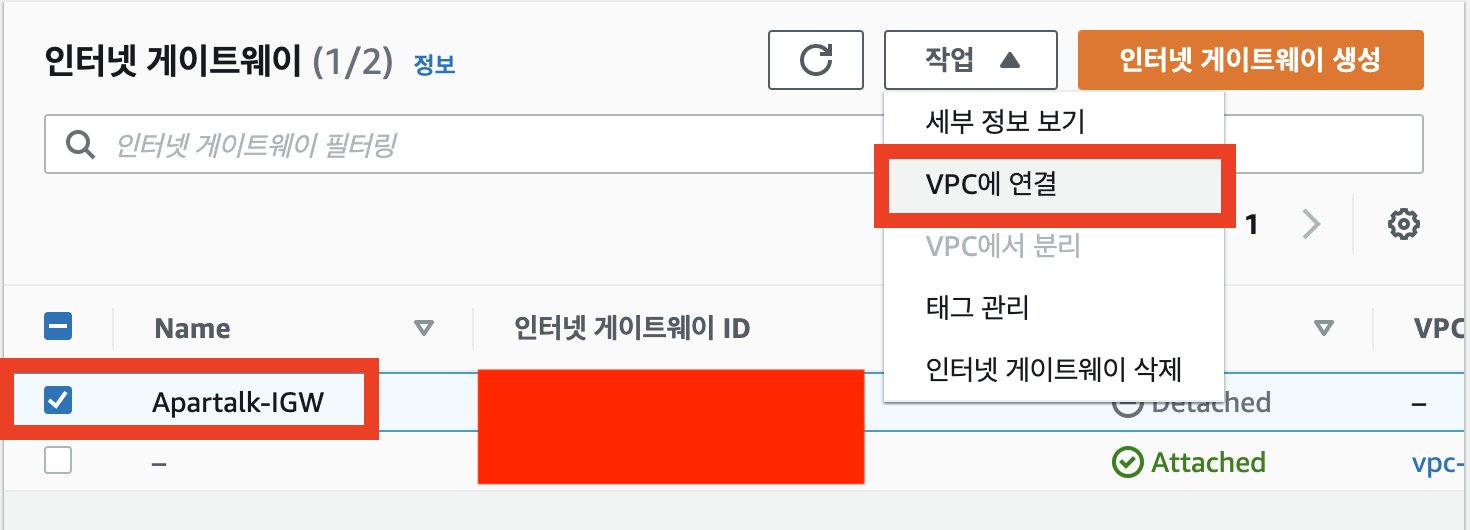 인터넷 게이트웨이 (1/2) 정보
작업
인터넷 게이트웨이 생성
인터넷 게이트웨이 필터링
세부 정보 보기
VPC에 연결
VPC에서 분리
태그 관리
인터넷 게이트웨이 삭제
1
Name
인터넷 게이트웨이 ID
VPC
Apartalk-IGW
Detached
–
–
Attached
vpc-